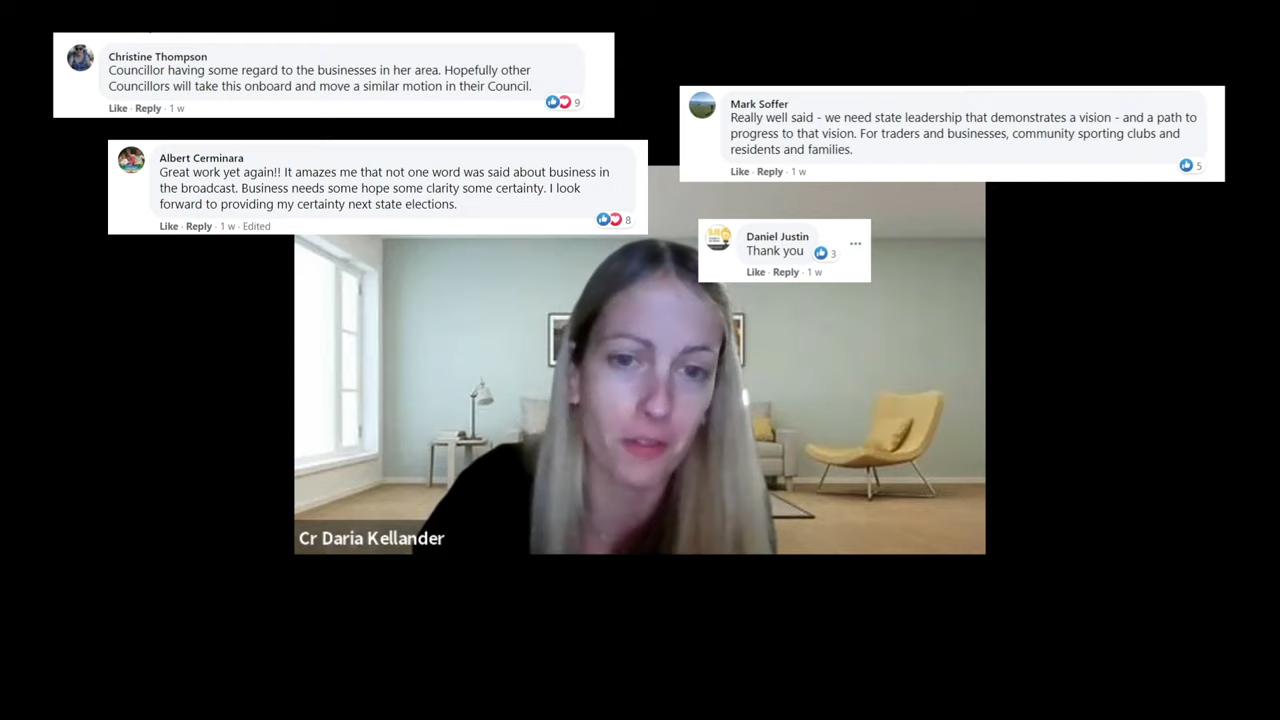 Christine Thompson
Councillor having some regard to the businesses in her area. Hopefully other
Councillors will take this onboard and move a similar motion in their Council.
Like · Reply · 1 w
9
Mark Soffer
Really well said - we need state leadership that demonstrates a vision - and a path to
progress to that vision. For traders and businesses, community sporting clubs and
residents and families.
Like · Reply · 1 w
5
Albert Cerminara
Great work yet again!! It amazes me that not one word was said about business in
the broadcast. Business needs some hope some clarity some certainty. I look
forward to providing my certainty next state elections.
Like · Reply · 1 w · Edited
8
Daniel Justin
Thank you
3
Like · Reply · 1 w
Cr Daria Kellander